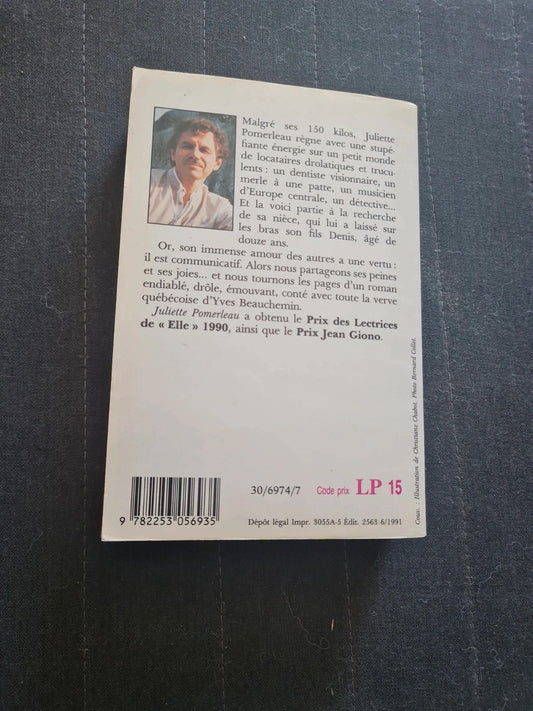 Malgré ses 150 kilos, Juliette
Pomerleau règne avec une stupé-
fiante énergie sur un petit monde
de locataires drolatiques et trucu-
lents : un dentiste visionnaire, un
merle à une patte, un musicien
d'Europe centrale, un détective...
Et la voici partie à la recherche
de sa nièce, qui lui a laissé sur
les bras son fils Denis, âgé de
douze ans.
Or, son immense amour des autres a une vertu :
il est communicatif. Alors nous partageons ses peines
et ses joies... et nous tournons les pages d'un roman
endiablé, drôle, émouvant, conté avec toute la verve
québécoise d'Yves Beauchemin.
Juliette Pomerleau a obtenu le Prix des Lectrices
de « Elle » 1990, ainsi que le Prix Jean Giono.
Couv. : Illustration de Christiane Chabot. Photo Bernard Collet.
30/6974/7 Code prix LP 15
9 782253 056935
Dépôt légal Impr. 3055A-5 Édit. 2563 6/1991